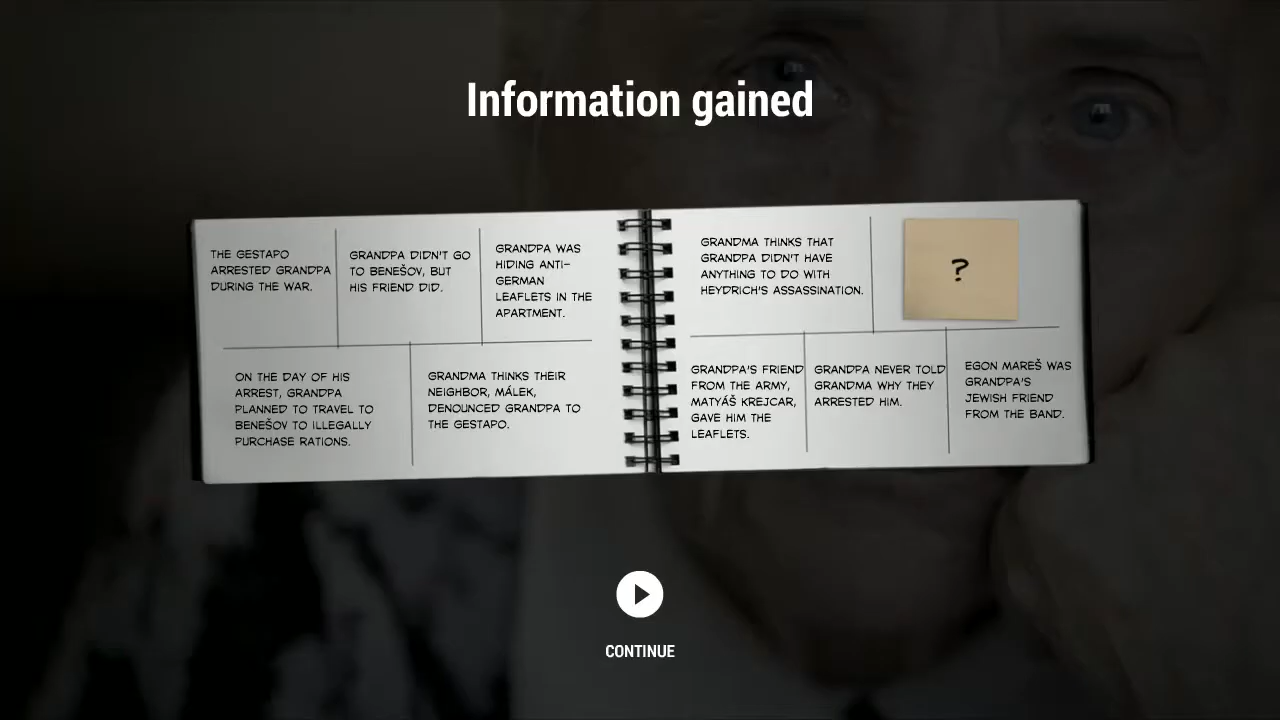 Information gained
THE GESTAPO
ARRESTED GRANDPA
DURING THE WAR.
GRANDPA DIDN'T GO
TO BENEŠOV, BUT
HIS FRIEND DID.
GRANDPA WAS
HIDING ANTI-
GERMAN
LEAFLETS IN THE
APARTMENT.
ON THE DAY OF HIS
ARREST, GRANDPA
PLANNED TO TRAVEL TO
BENEŠOV TO ILLEGALLY
PURCHASE RATIONS.
GRANDMA THINKS THEIR
NEIGHBOR, MÁLEK,
DENOUNCED GRANDPA TO
THE GESTAPO.
GRANDMA THINKS THAT
GRANDPA DIDN'T HAVE
ANYTHING TO DO WITH
HEYDRICH'S ASSASSINATION.
?
GRANDPA'S FRIEND
FROM THE ARMY,
MATYÁŠ KREJCAR,
GAVE HIM THE
LEAFLETS.
GRANDPA NEVER TOLD
GRANDMA WHY THEY
ARRESTED HIM.
EGON MAREŠ WAS
GRANDPA'S
JEWISH FRIEND
FROM THE BAND.
CONTINUE